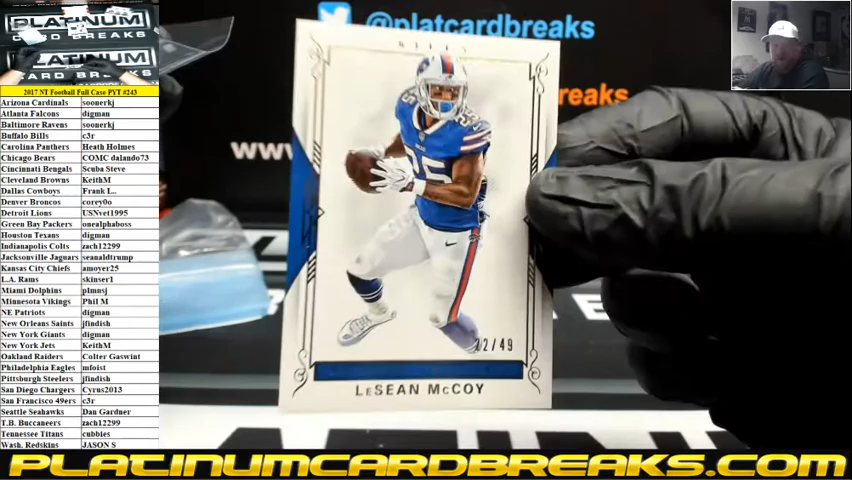 PLATINUM
CARD BREAKS
PLATINUM
CARD BREAKS
@platcardbreaks
BILLS
reaks
www
25
22/49
LESEAN MCCOY
2017 NT Football Full Case PYT #243
Arizona Cardinals soonerkj
Atlanta Falcons digman
Baltimore Ravens soonerkj
Buffalo Bills c3r
Carolina Panthers Heath Holmes
Chicago Bears COMC dalando73
Cincinnati Bengals Scuba Steve
Cleveland Browns KeithM
Dallas Cowboys Frank L..
Denver Broncos corey0o
Detroit Lions USNvet1995
Green Bay Packers onealphaboss
Houston Texans digman
Indianapolis Colts zach12299
Jacksonville Jaguars seanaldtrump
Kansas City Chiefs amoyer25
L.A. Rams skinser1
Miami Dolphins plmnsj
Minnesota Vikings Phil M
NE Patriots digman
New Orleans Saints jfindish
New York Giants digman
New York Jets KeithM
Oakland Raiders Colter Gaswint
Philadelphia Eagles mfoist
Pittsburgh Steelers jfindish
San Diego Chargers Cyrus2013
San Francisco 49ers c3r
Seattle Seahawks Dan Gardner
T.B. Buccaneers zach12299
Tennessee Titans cubbies
Wash. Redskins JASON S
PLATINUMCARDBREAKS.COM